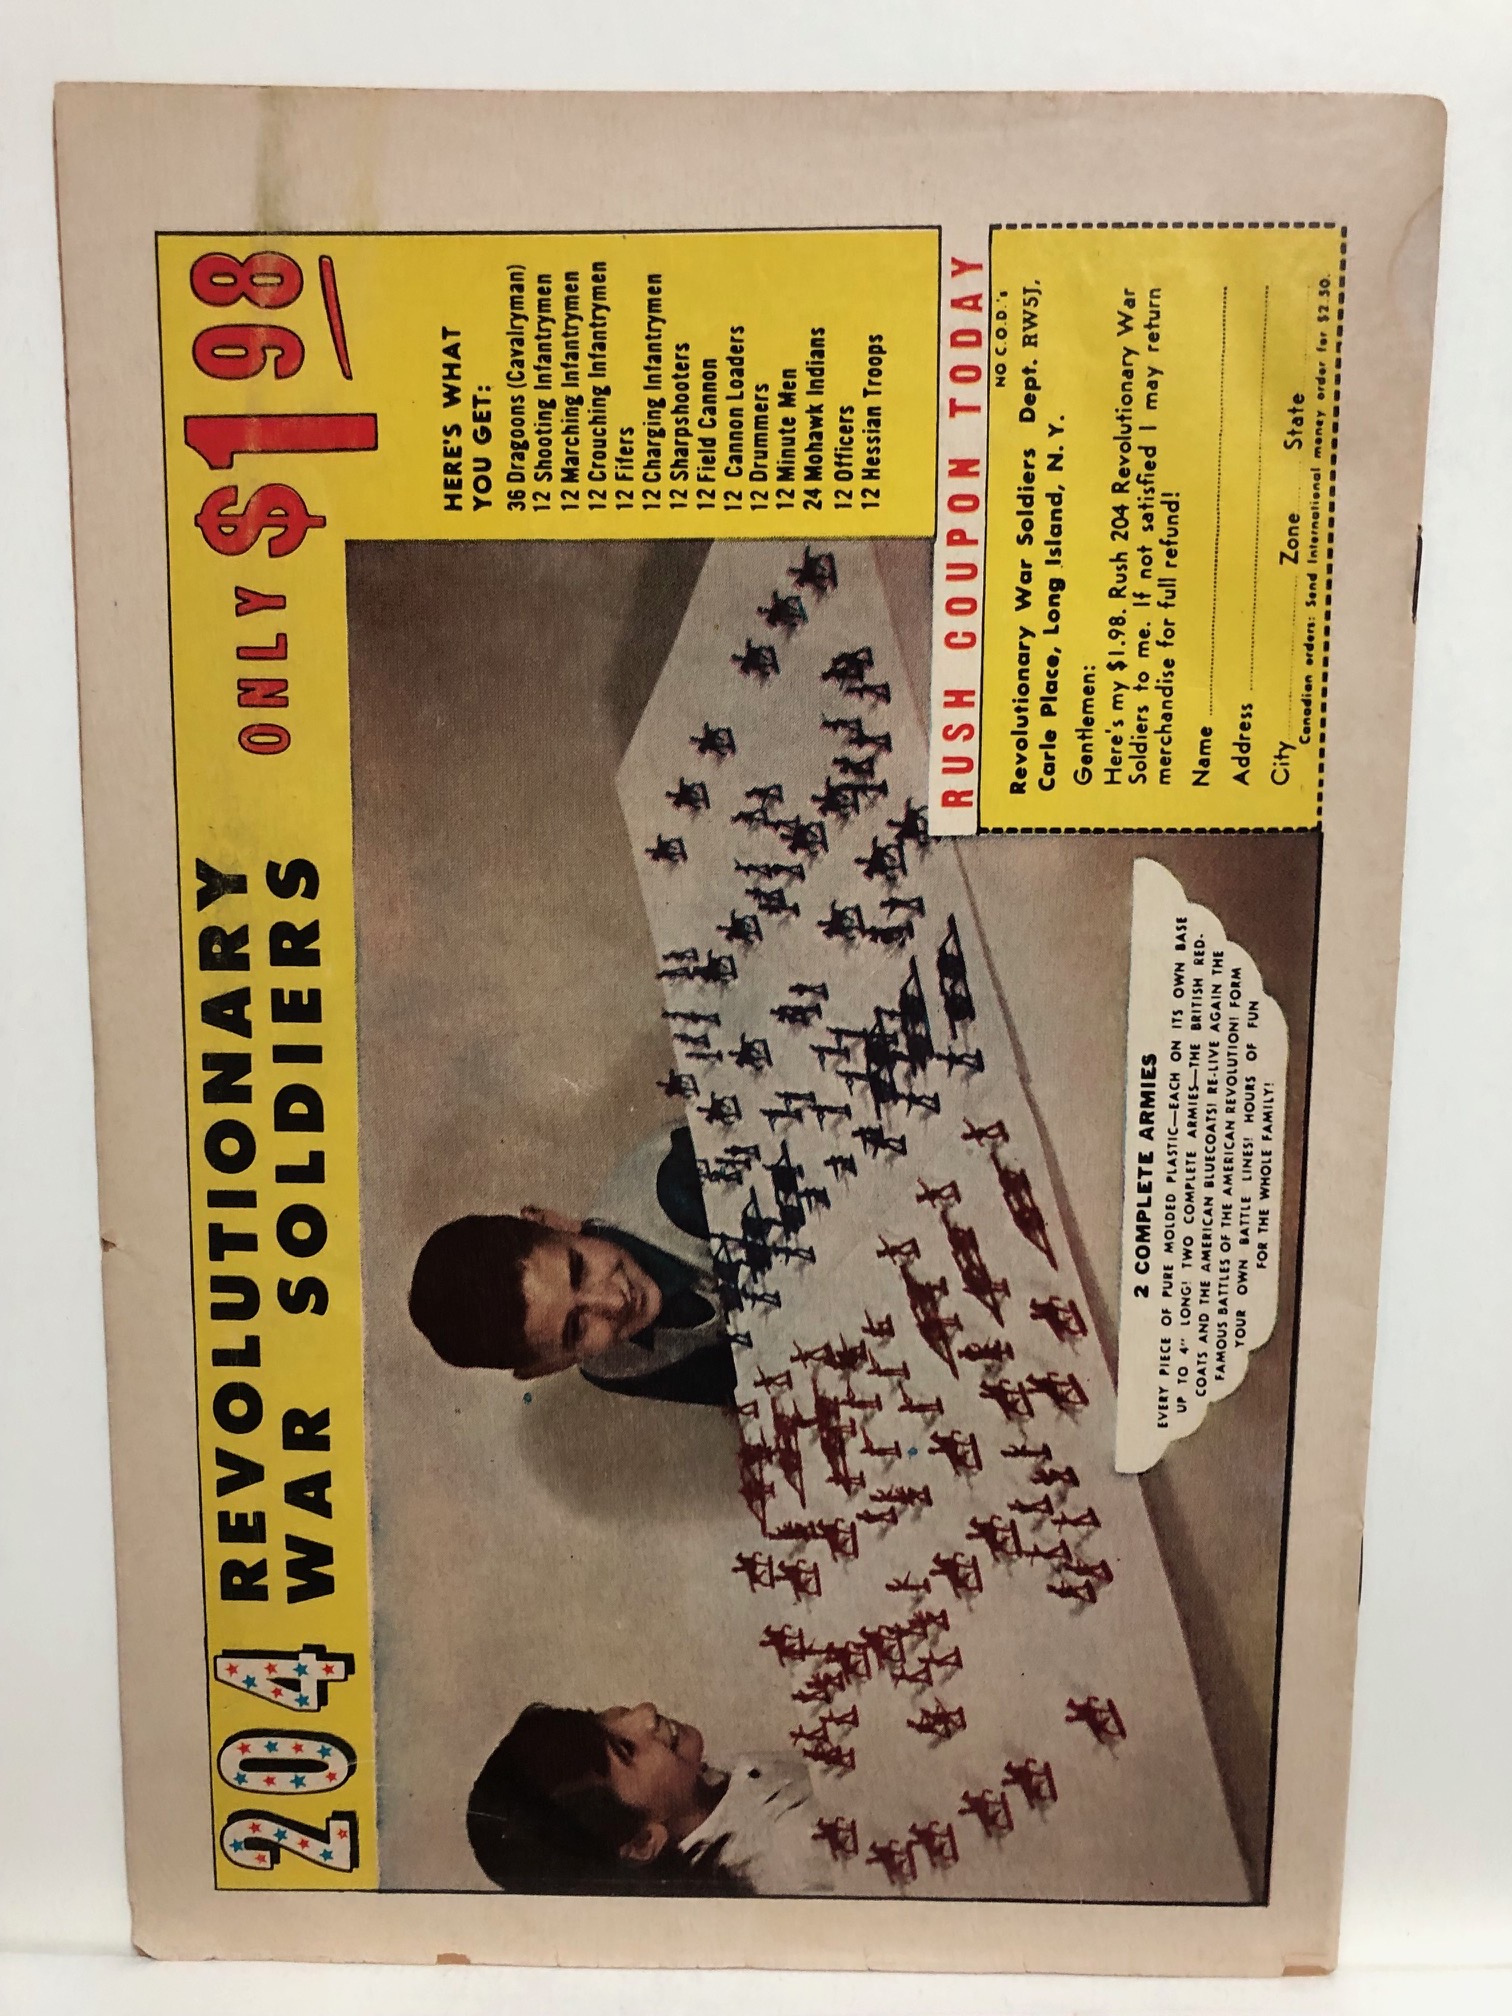 204 REVOLUTIONARY
WAR SOLDIERS
ONLY $1 98
HERE'S WHAT
YOU GET:
36 Dragoons (Cavalryman)
12 Shooting Infantrymen
12 Marching Infantrymen
12 Crouching Infantrymen
12 Fifers
12 Charging Infantrymen
12 Sharpshooters
12 Field Cannon
12 Cannon Loaders
12 Drummers
12 Minute Men
24 Mohawk Indians
12 Officers
12 Hessian Troops
2 COMPLETE ARMIES
EVERY PIECE OF PURE MOLDED PLASTIC—EACH ON ITS OWN BASE
UP TO 4" LONG! TWO COMPLETE ARMIES—THE BRITISH RED-
COATS AND THE AMERICAN BLUECOATS! RE-LIVE AGAIN THE
FAMOUS BATTLES OF THE AMERICAN REVOLUTION! FORM
YOUR OWN BATTLE LINES! HOURS OF FUN
FOR THE WHOLE FAMILY!
RUSH COUPON TODAY
NO C.O.D.'s
Revolutionary War Soldiers Dept. RW5J,
Carle Place, Long Island, N. Y.
Gentlemen:
Here's my $1.98. Rush 204 Revolutionary War
Soldiers to me. If not satisfied I may return
merchandise for full refund!
Name
Address
City Zone State
Canadian orders: Send International money order for $2.50.